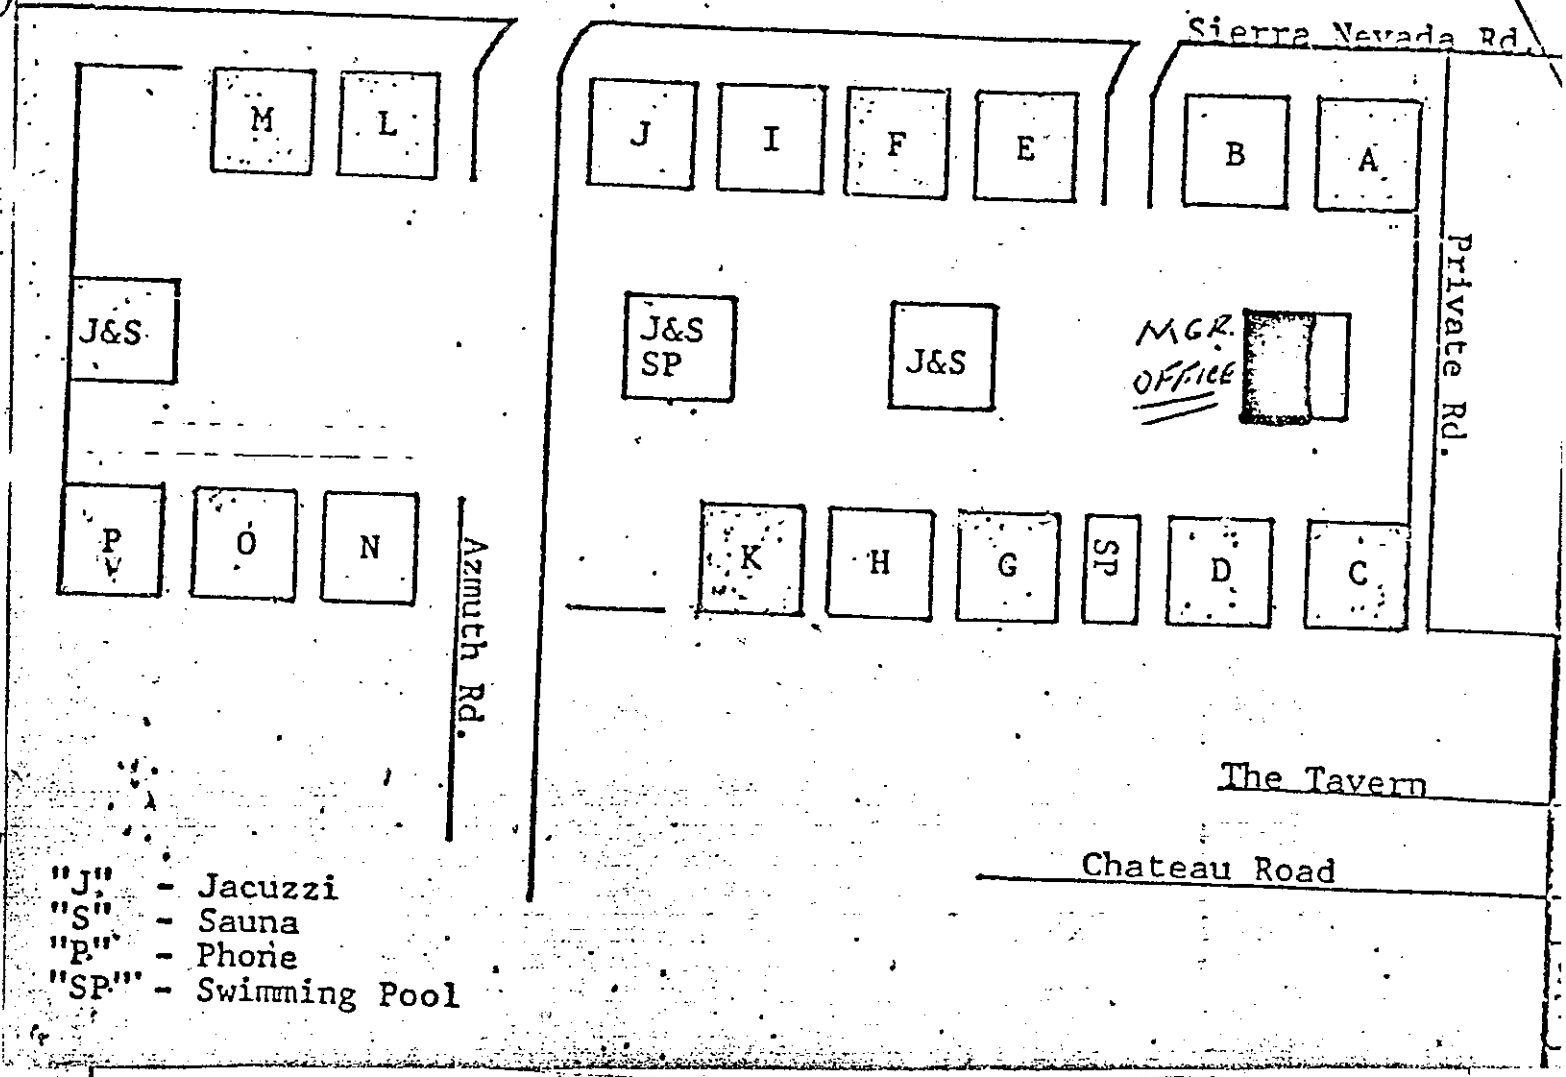 Sierra Nevada Rd.
M
L
J
I
F
E
B
A
Private Rd.
J&S
J&S
SP
J&S
MGR.
OFFICE
P
O
N
K
H
G
SP
D
C
Azmuth Rd.
The Tavern
Chateau Road
"J" - Jacuzzi
"S" - Sauna
"P" - Phone
"SP" - Swimming Pool